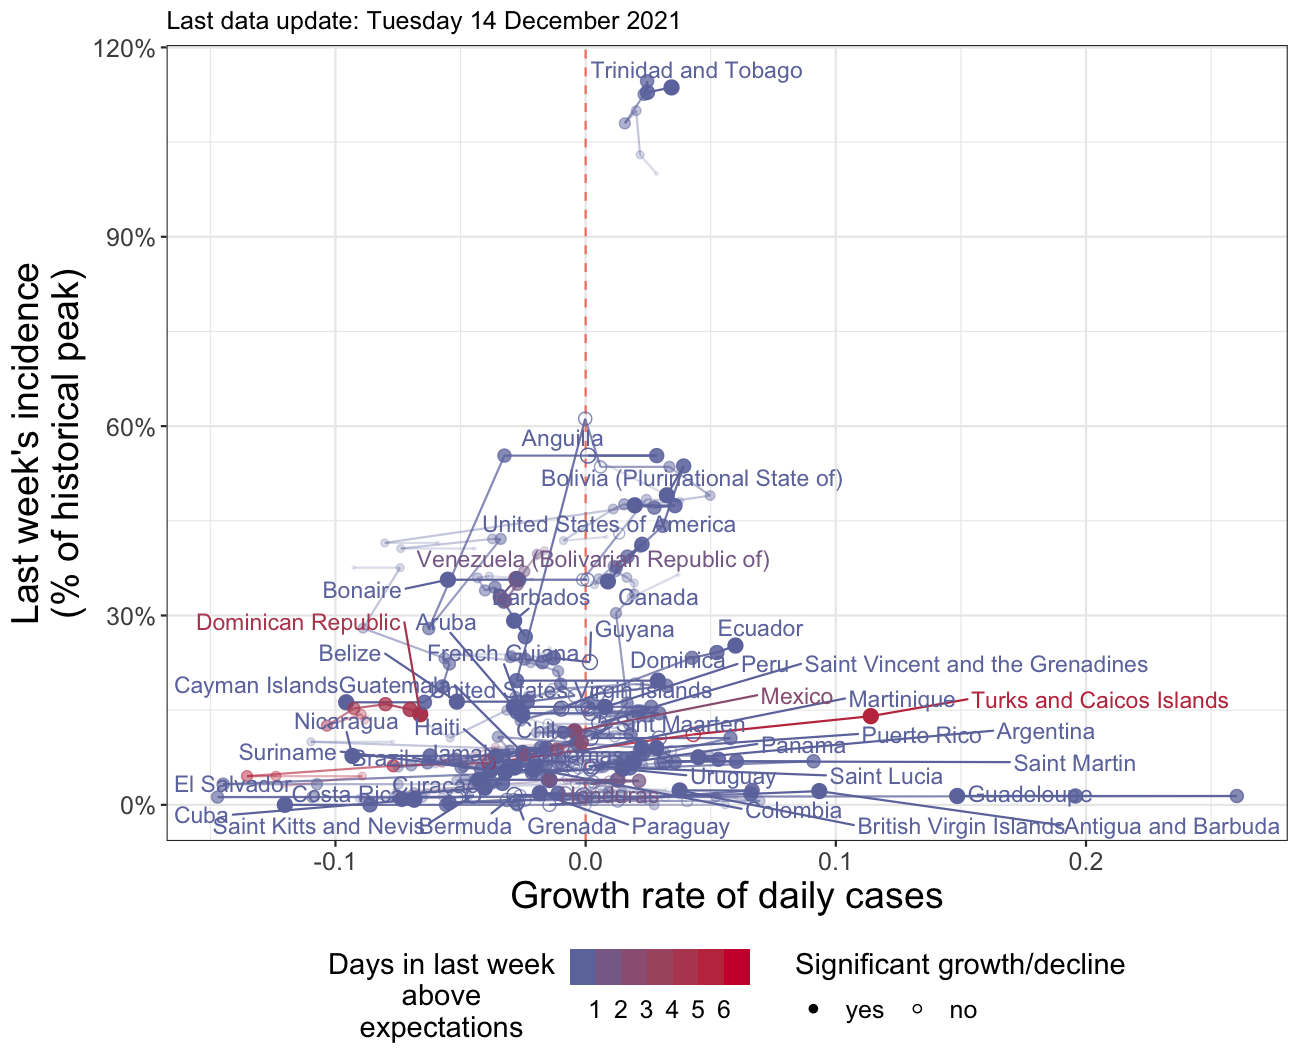 Last data update: Tuesday 14 December 2021
120%
90%
60%
30%
0%
Last week's incidence
(% of historical peak)
Trinidad and Tobago
Anguilla
Bolivia (Plurinational State of)
United States of America
Venezuela (Bolivarian Republic of)
Bonaire
Barbados
Canada
Dominican Republic
Aruba
Guyana
Ecuador
Belize
French Guiana
Dominica
Peru
Saint Vincent and the Grenadines
Cayman Islands
Guatemala
United States Virgin Islands
Mexico
Martinique
Turks and Caicos Islands
Nicaragua
Haiti
Chile
Sint Maarten
Puerto Rico
Argentina
Suriname
Brazil
Jamaica
Panama
Saint Martin
El Salvador
Costa Rica
Curacao
Honduras
Uruguay
Saint Lucia
Guadeloupe
Cuba
Saint Kitts and Nevis
Bermuda
Grenada
Paraguay
Colombia
British Virgin Islands
Antigua and Barbuda
-0.1
0.0
0.1
0.2
Growth rate of daily cases
Days in last week
above
expectations
1 2 3 4 5 6
Significant growth/decline
yes
no